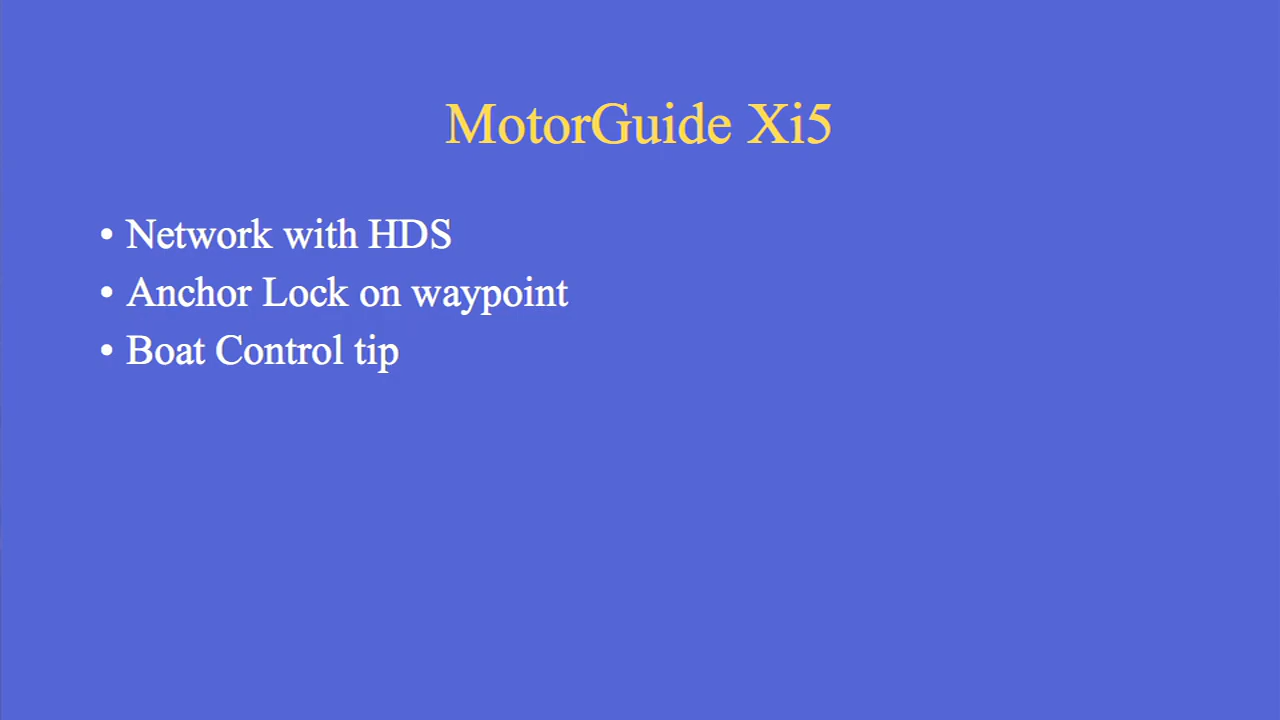 MotorGuide Xi5
• Network with HDS
• Anchor Lock on waypoint
• Boat Control tip